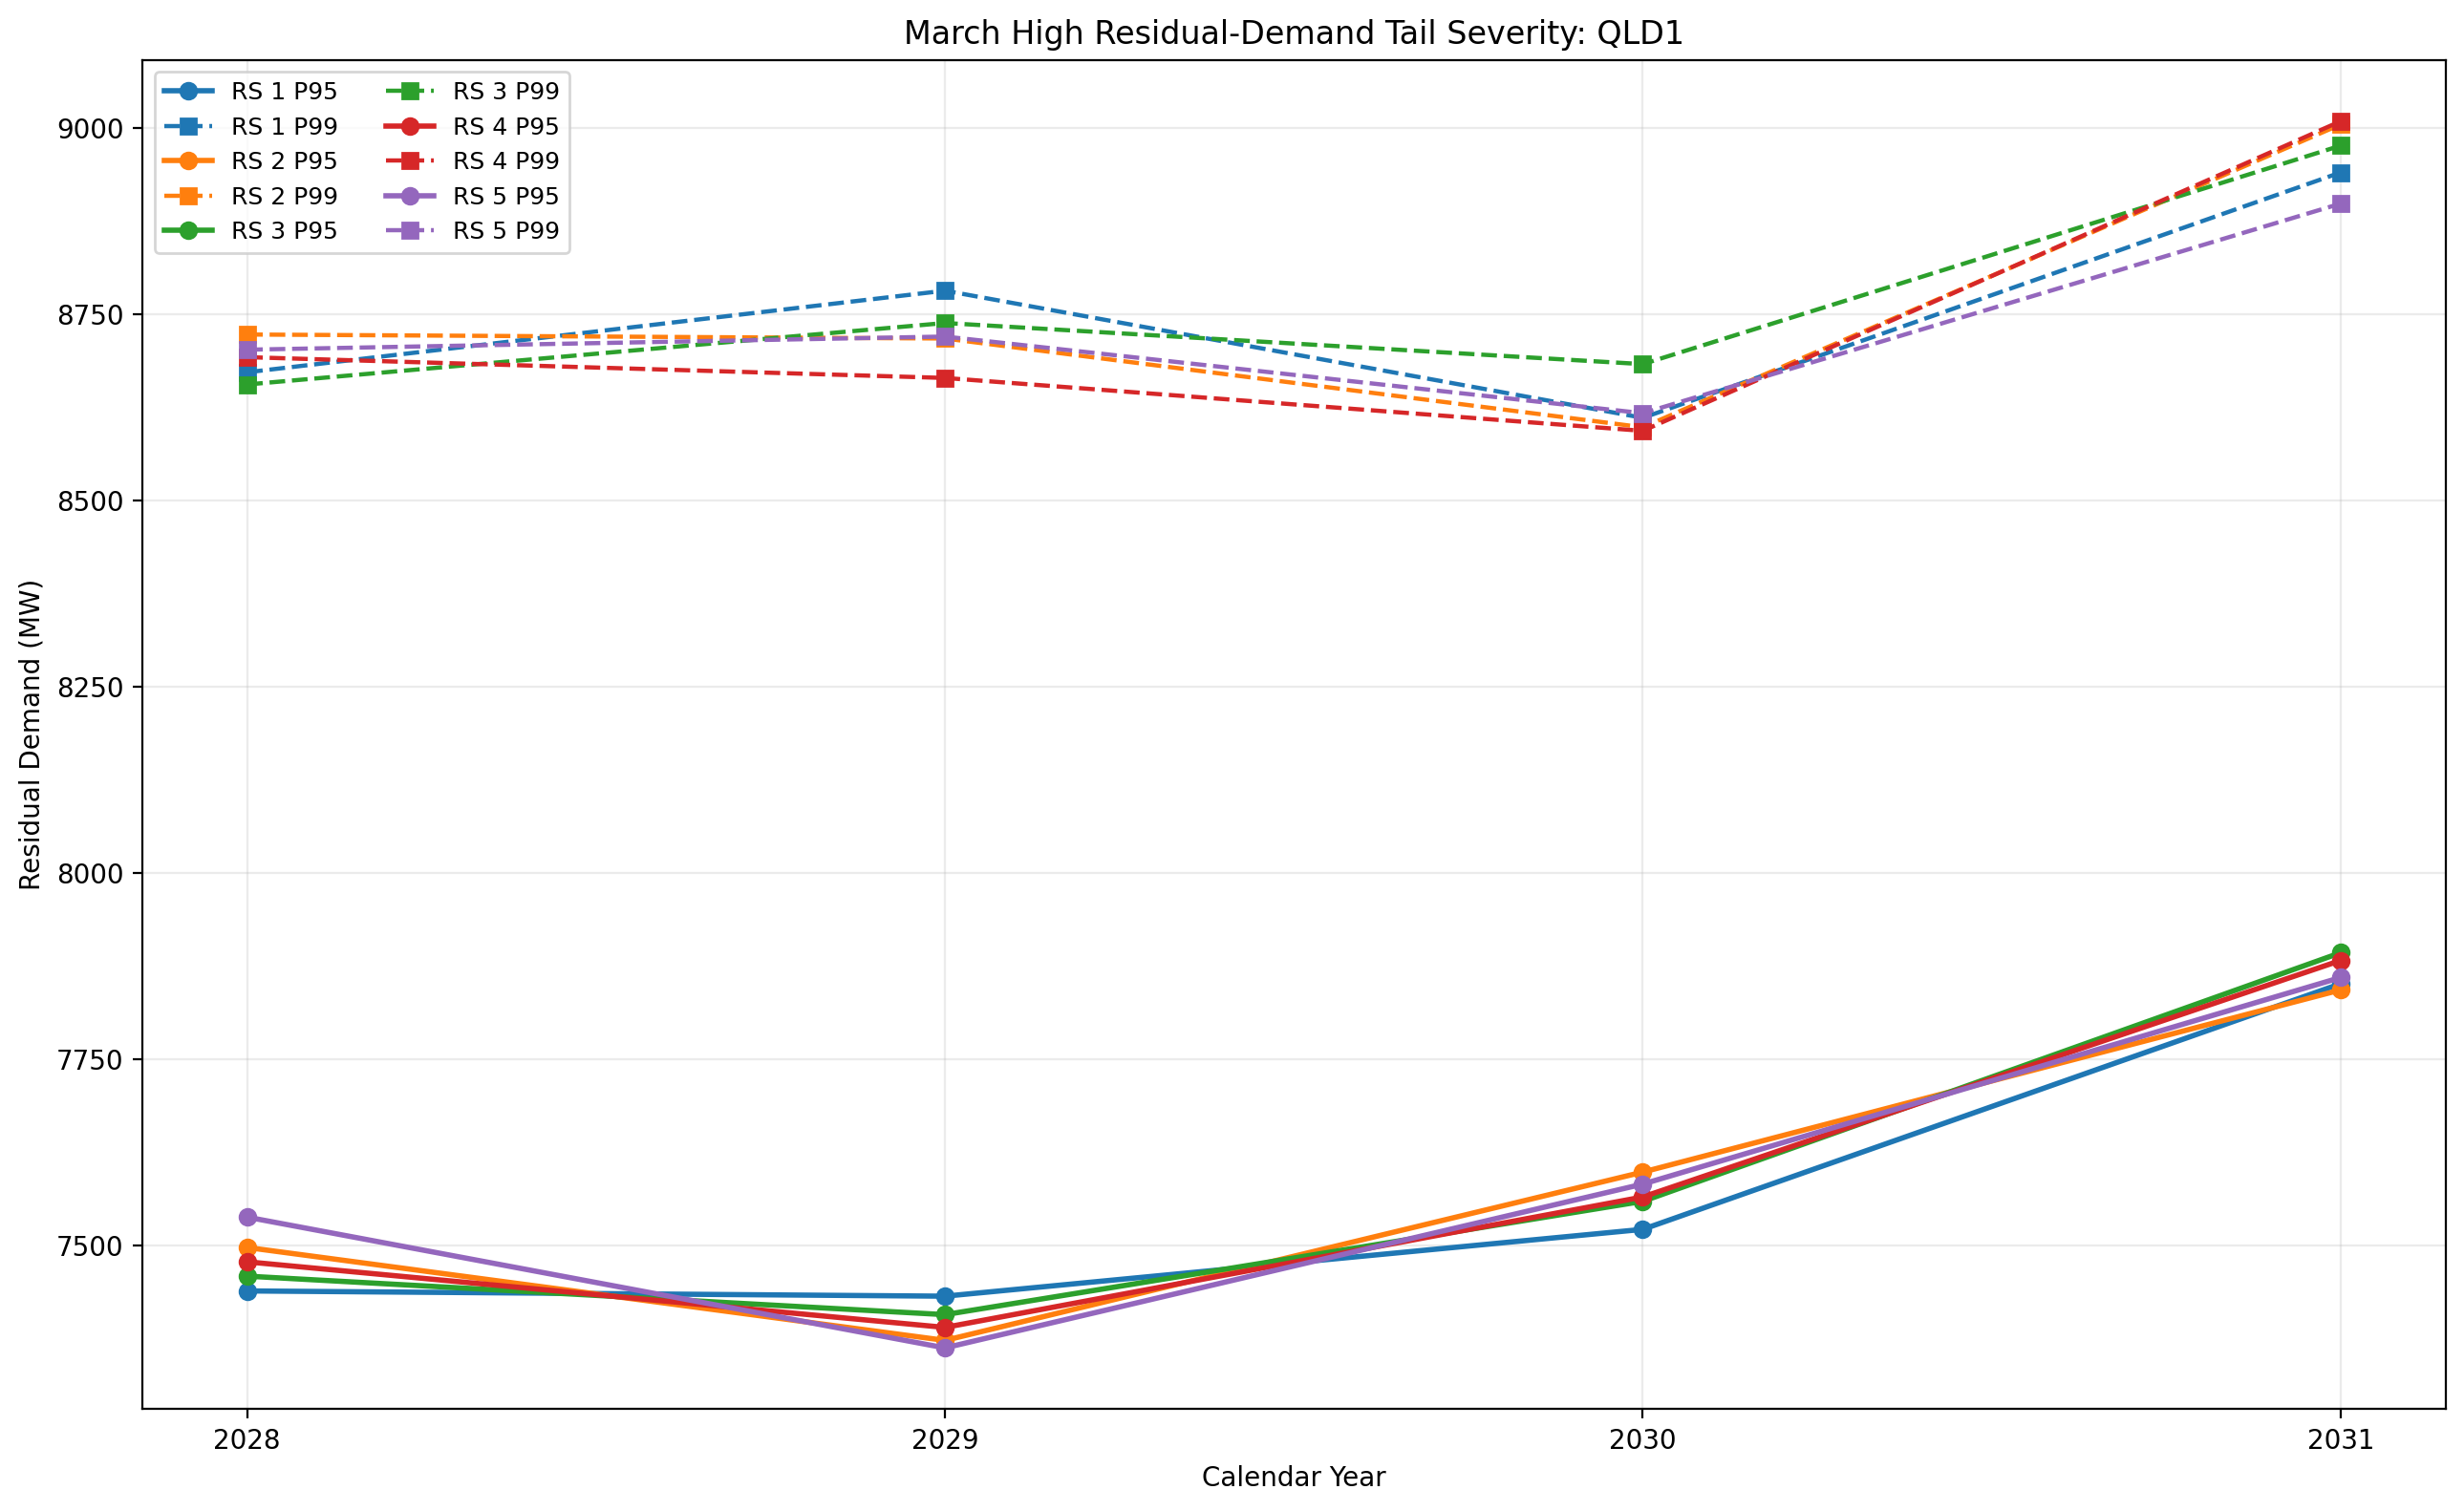 March High Residual-Demand Tail Severity: QLD1
RS 1 P95
RS 1 P99
RS 2 P95
RS 2 P99
RS 3 P95
RS 3 P99
RS 4 P95
RS 4 P99
RS 5 P95
RS 5 P99
Residual Demand (MW)
9000
8750
8500
8250
8000
7750
7500
2028
2029
2030
2031
Calendar Year